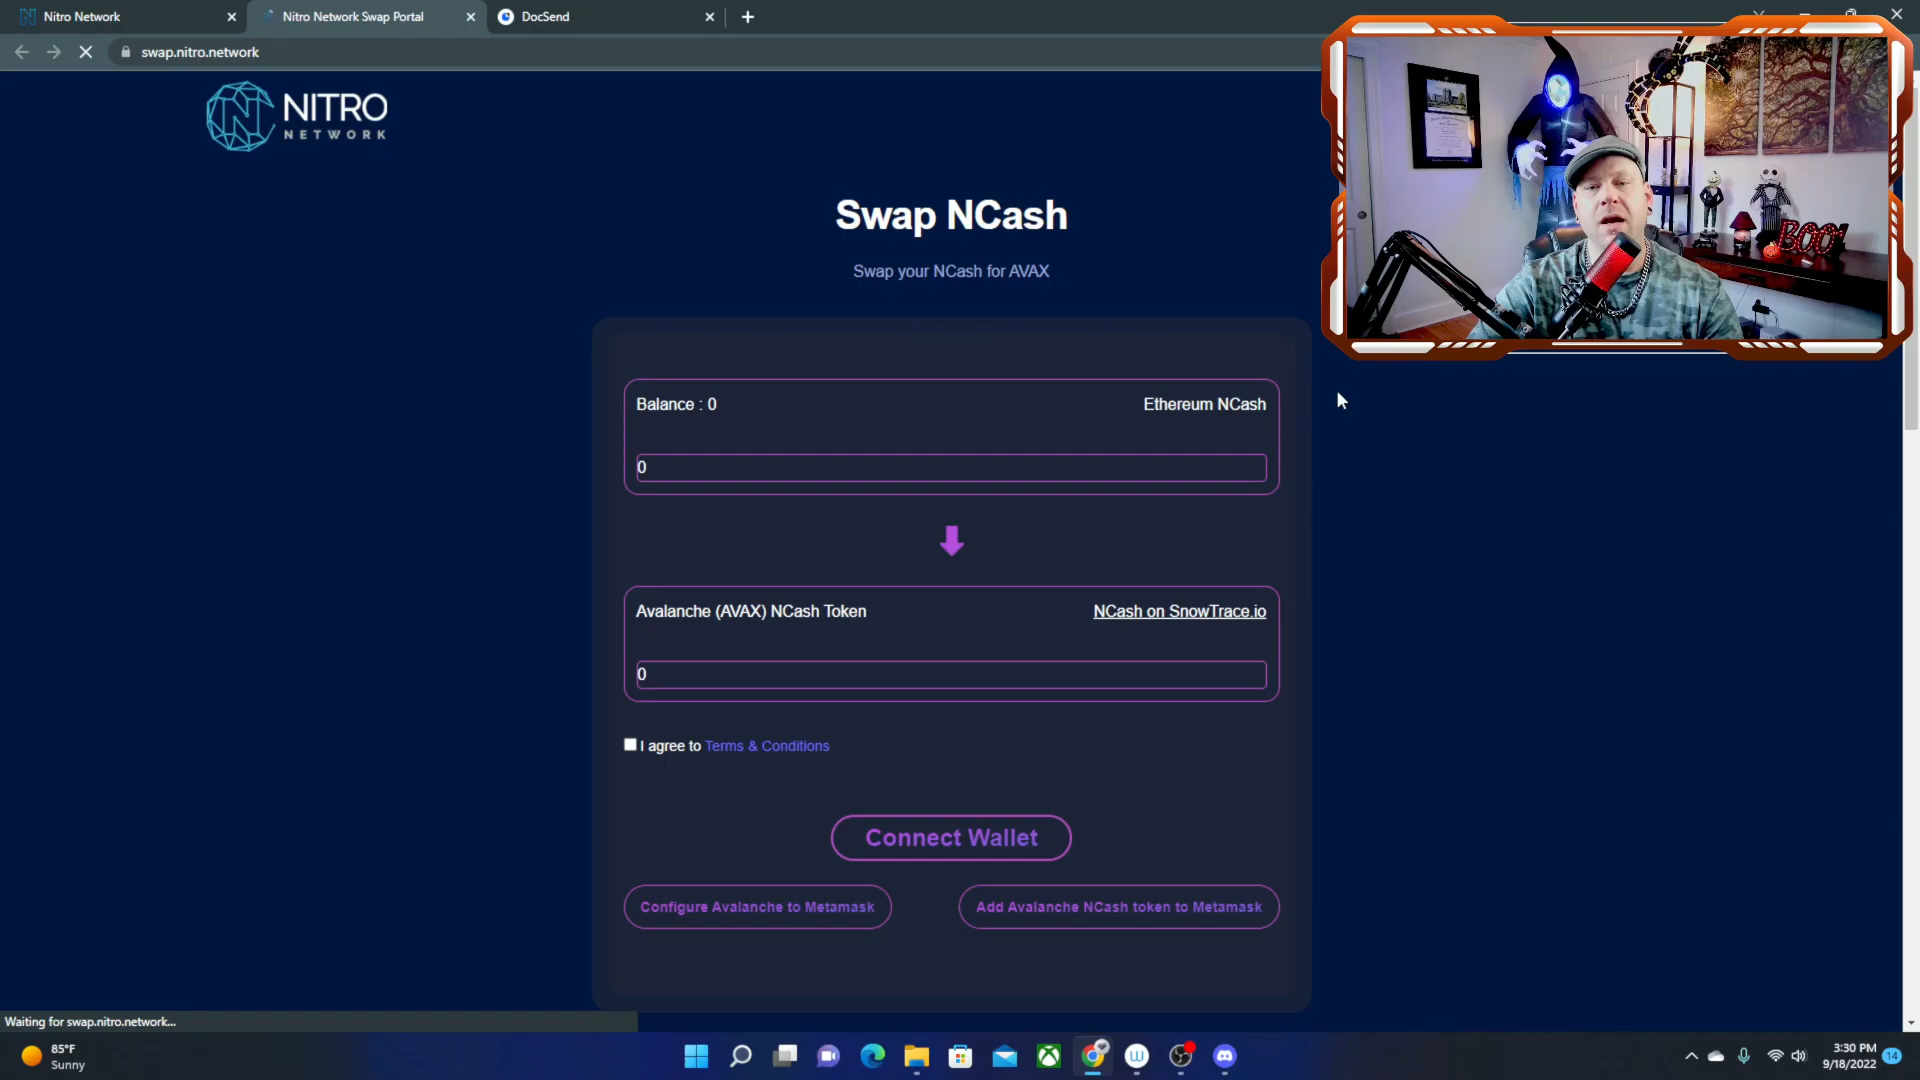 Nitro Network
Nitro Network Swap Portal
DocSend
swap.nitro.network
NITRO
NETWORK
Swap NCash
Swap your NCash for AVAX
Balance : 0
Ethereum NCash
0
Avalanche (AVAX) NCash Token
NCash on SnowTrace.io
0
I agree to Terms & Conditions
Connect Wallet
Configure Avalanche to Metamask
Add Avalanche NCash token to Metamask
BOO!
Waiting for swap.nitro.network...
85°F
Sunny
3:30 PM
9/18/2022
14